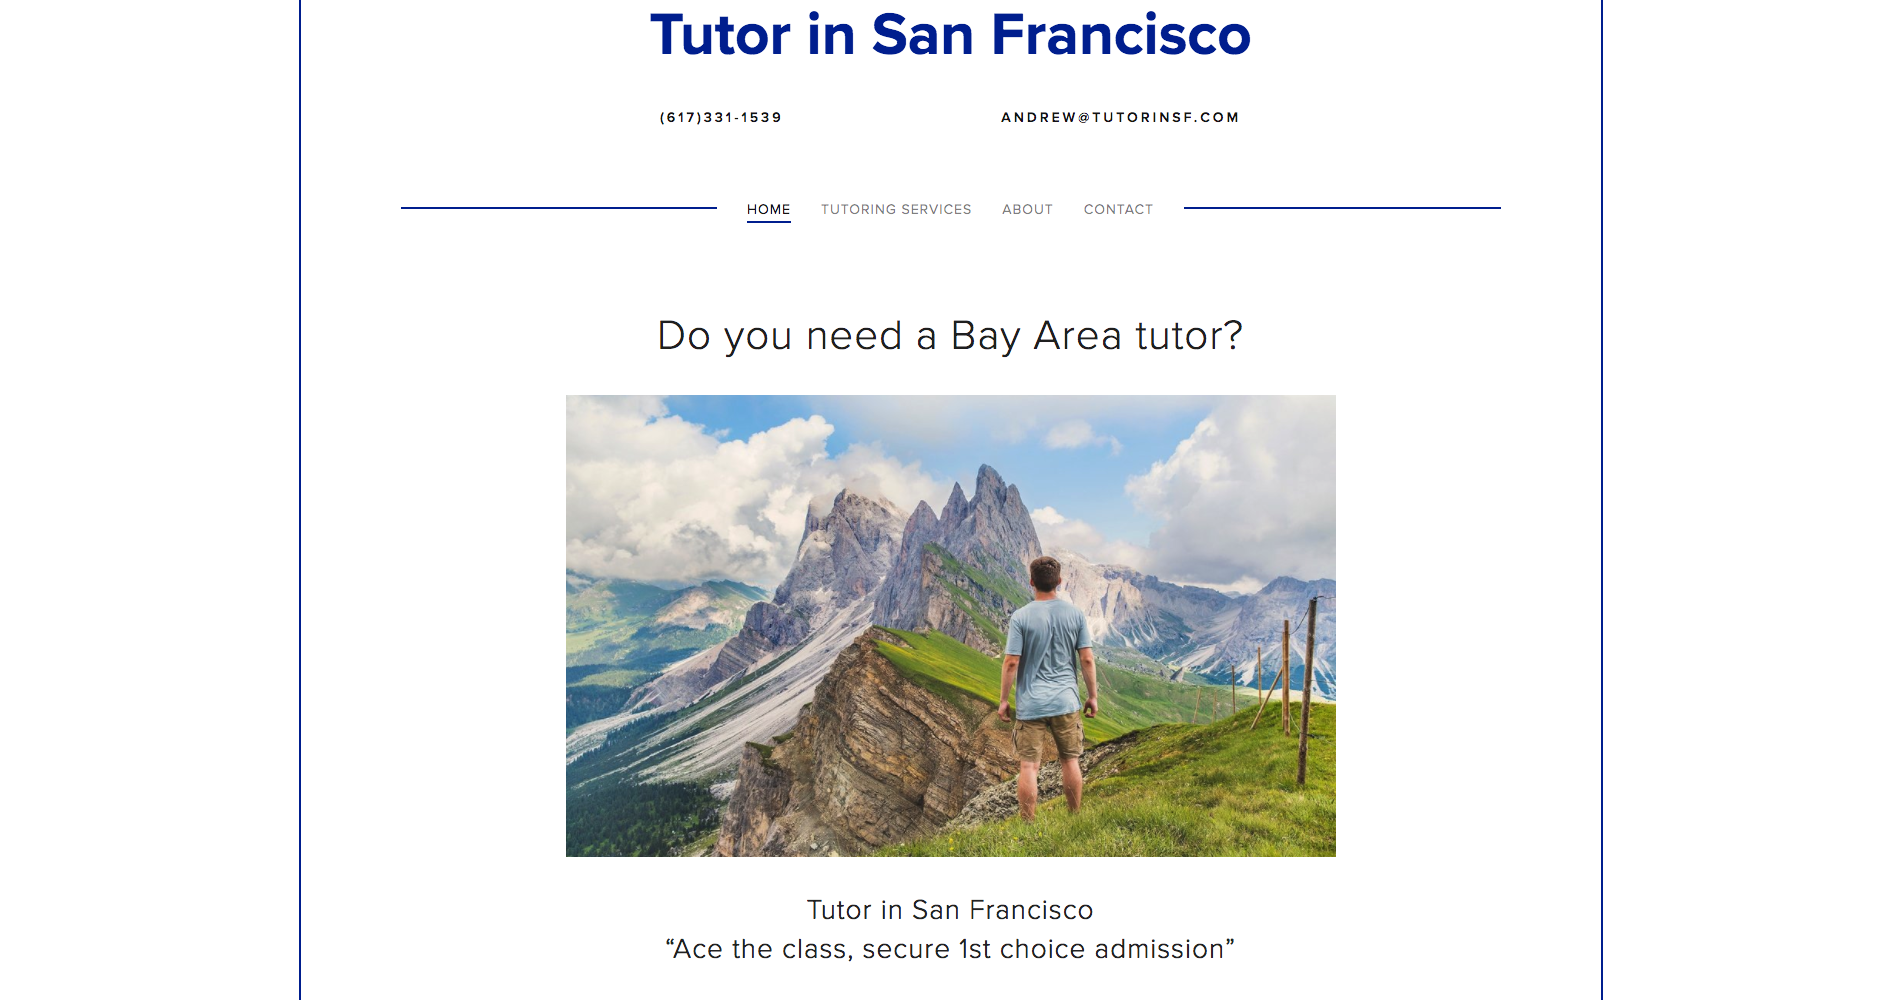 Tutor in San Francisco
(617)331-1539 ANDREW@TUTORINSF.COM
HOME TUTORING SERVICES ABOUT CONTACT
Do you need a Bay Area tutor?
Tutor in San Francisco
“Ace the class, secure 1st choice admission”